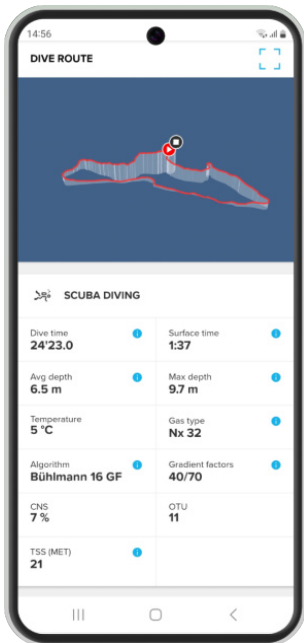 14:56
DIVE ROUTE
SCUBA DIVING
Dive time
24'23.0
Surface time
1:37
Avg depth
6.5 m
Max depth
9.7 m
Temperature
5 °C
Gas type
Nx 32
Algorithm
Bühlmann 16 GF
Gradient factors
40/70
CNS
7 %
OTU
11
TSS (MET)
21